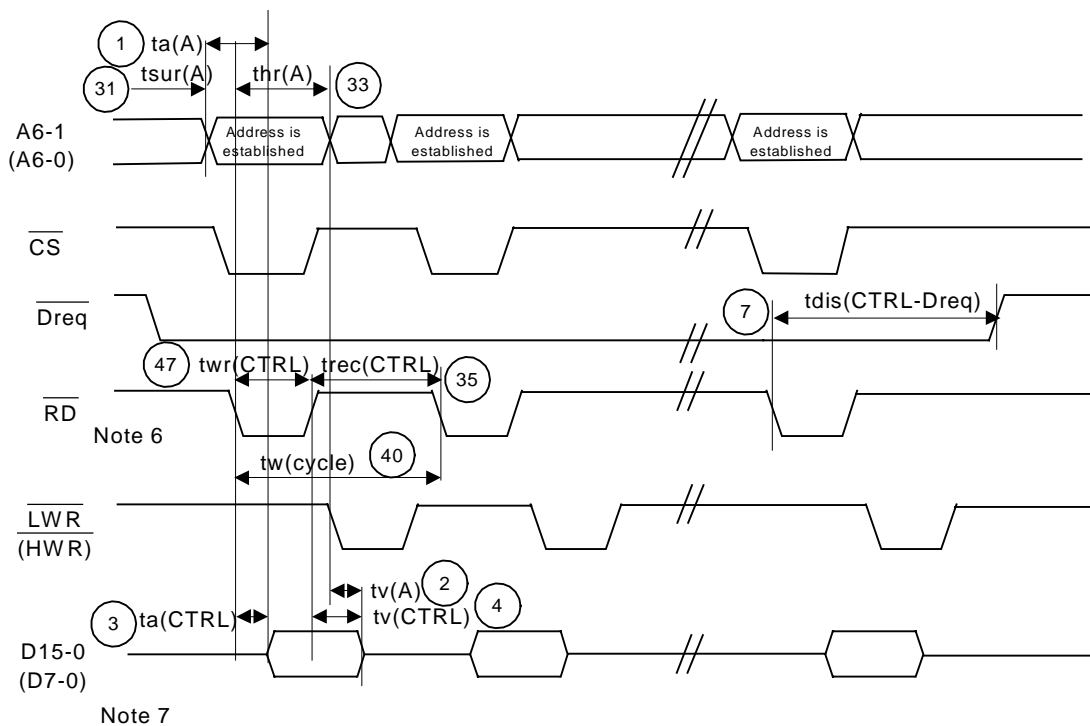 1 ta(A)
31 tsur(A) thr(A) 33
A6-1
(A6-0)
Address is
established
Address is
established
Address is
established
CS
Dreq
7 tdis(CTRL-Dreq)
47 twr(CTRL) trec(CTRL) 35
RD
Note 6
tw(cycle) 40
LWR
(HWR)
tv(A) 2
3 ta(CTRL) tv(CTRL) 4
D15-0
(D7-0)
Note 7